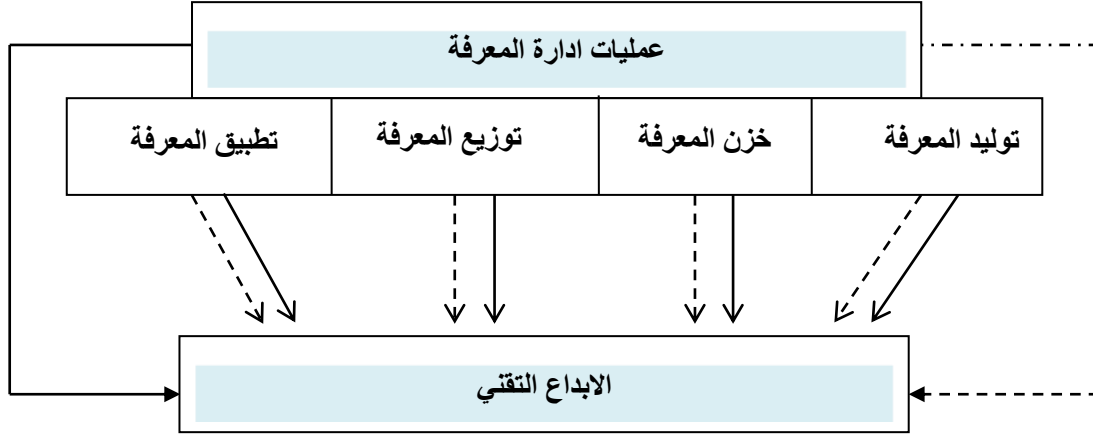 عمليات ادارة المعرفة
توليد المعرفة
خزن المعرفة
توزيع المعرفة
تطبيق المعرفة
الابداع التقني